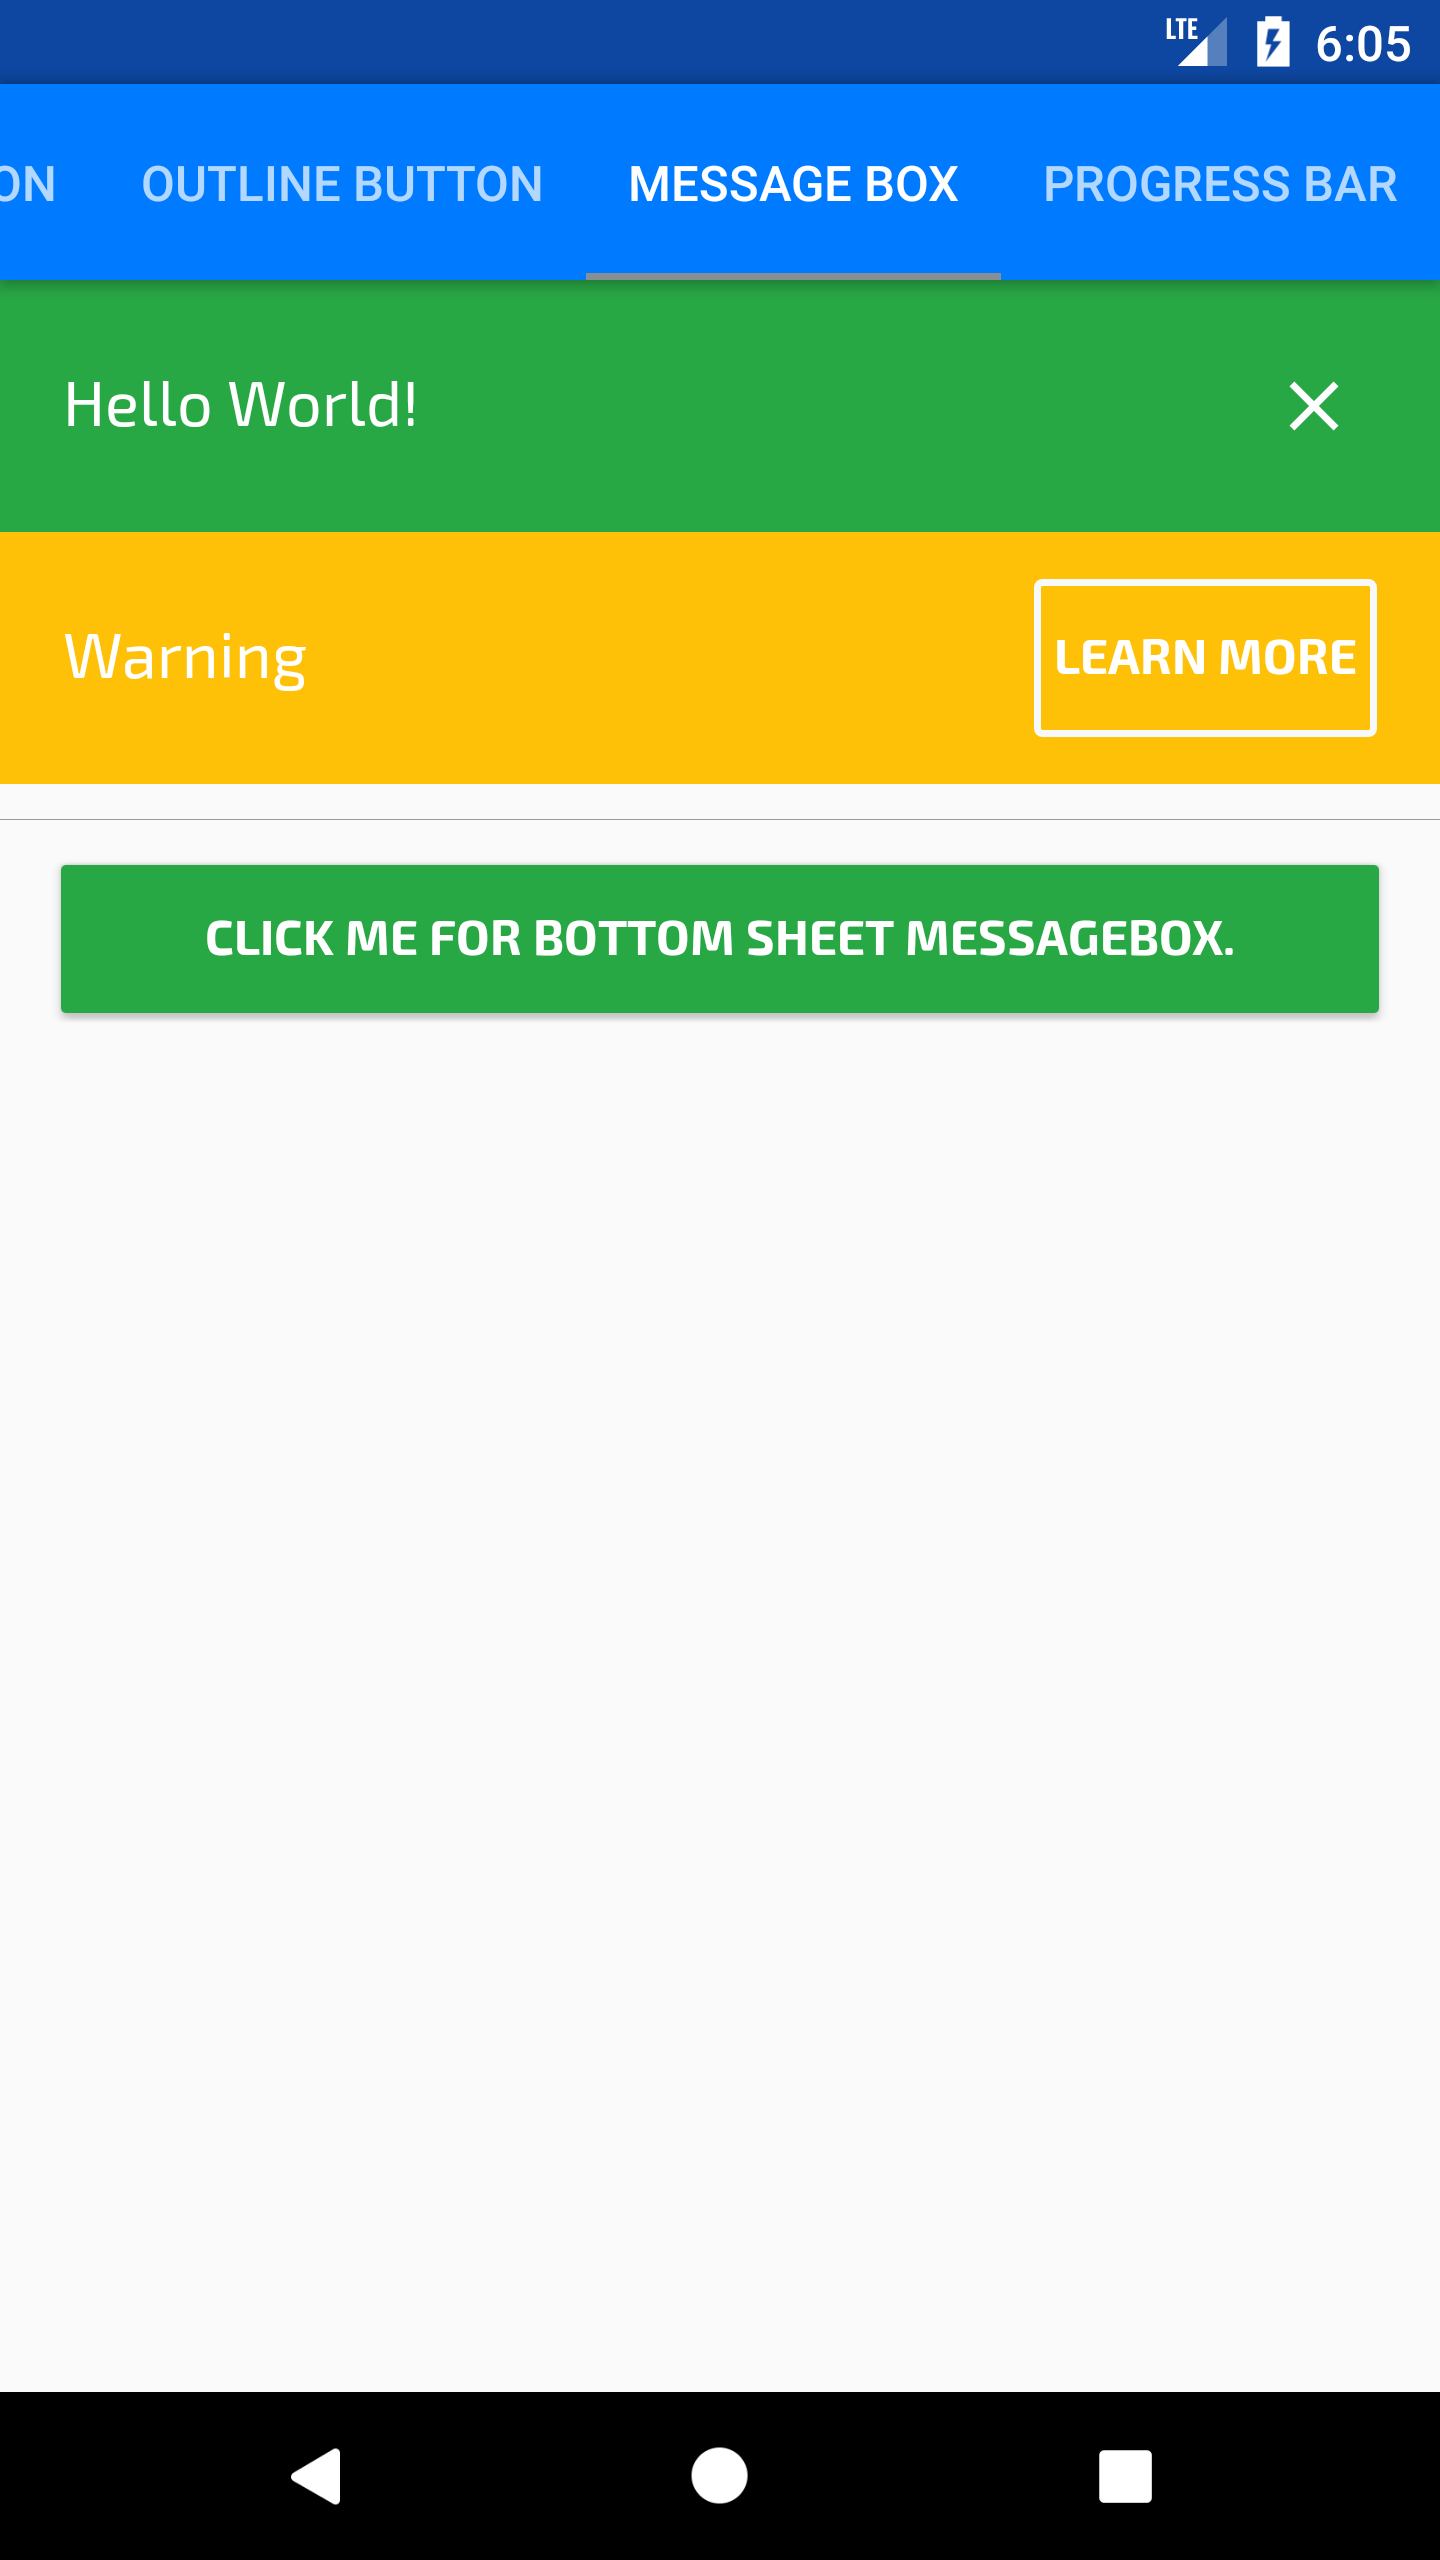 LTE 6:05
ON OUTLINE BUTTON MESSAGE BOX PROGRESS BAR
Hello World!
Warning LEARN MORE
CLICK ME FOR BOTTOM SHEET MESSAGEBOX.